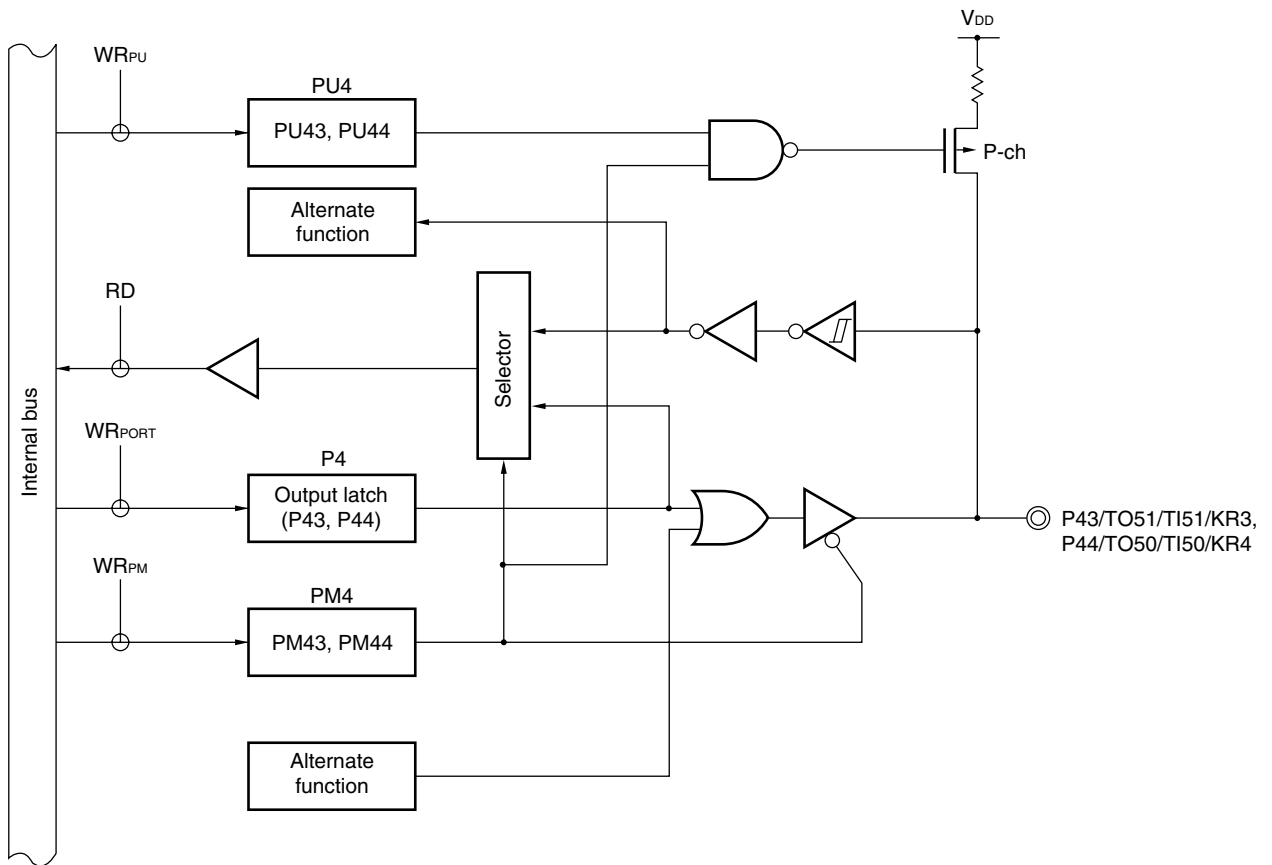 VDD
WRPU
PU4
PU43, PU44
P-ch
Alternate
function
RD
Selector
Internal bus
WRPORT
P4
Output latch
(P43, P44)
P43/TO51/TI51/KR3,
P44/TO50/TI50/KR4
WRPM
PM4
PM43, PM44
Alternate
function